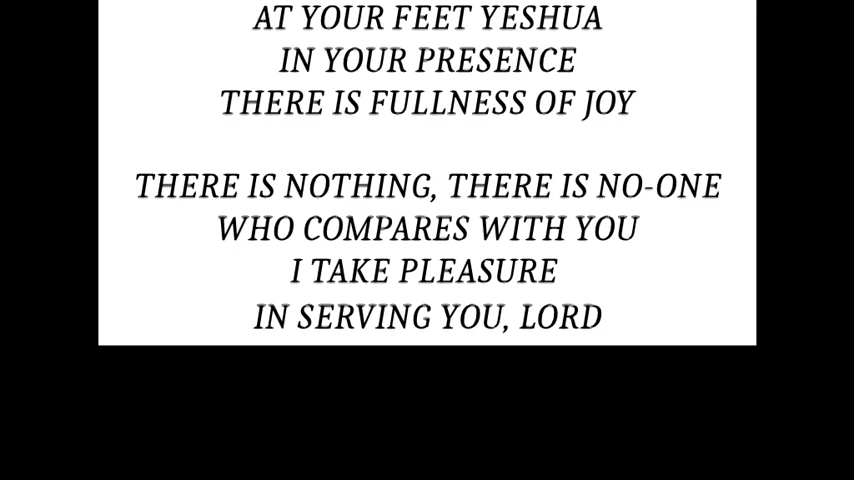 AT YOUR FEET YESHUA
IN YOUR PRESENCE
THERE IS FULLNESS OF JOY
THERE IS NOTHING, THERE IS NO-ONE
WHO COMPARES WITH YOU
I TAKE PLEASURE
IN SERVING YOU, LORD